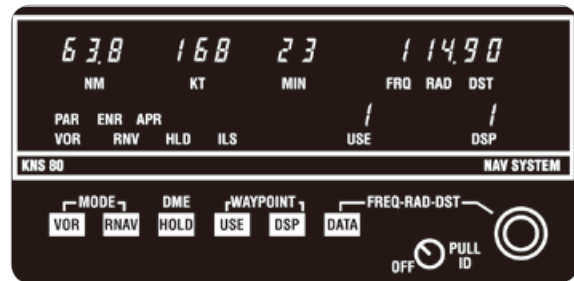 63.8 168 23 114.90
NM KT MIN FRQ RAD DST
PAR ENR APR 1 1
VOR RNV HLD ILS USE DSP
KNS 80 NAV SYSTEM
MODE DME WAYPOINT FREQ-RAD-DST
VOR RNAV HOLD USE DSP DATA
OFF PULL ID